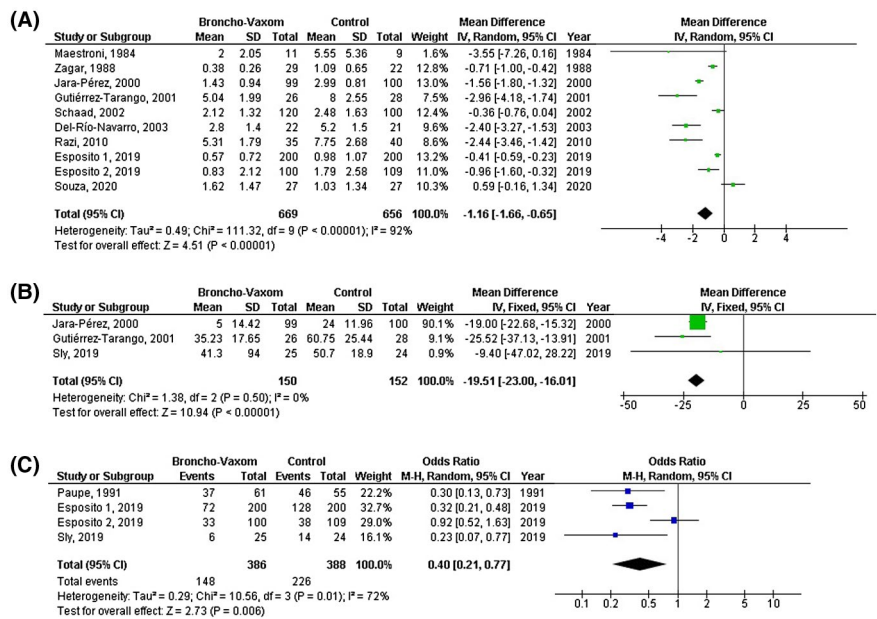 (A)
Broncho-Vaxom Control Mean Difference Mean Difference
Study or Subgroup Mean SD Total Mean SD Total Weight IV, Random, 95% CI Year IV, Random, 95% CI
Maestroni, 1984 2 2.05 11 5.55 5.36 9 1.6% -3.55 [-7.26, 0.16] 1984
Zagar, 1988 0.38 0.26 29 1.09 0.65 22 12.8% -0.71 [-1.00, -0.42] 1988
Jara-Pérez, 2000 1.43 0.94 99 2.99 0.81 100 13.0% -1.56 [-1.80, -1.32] 2000
Gutiérrez-Tarango, 2001 5.04 1.99 26 8 2.55 28 7.5% -2.96 [-4.18, -1.74] 2001
Schaad, 2002 2.12 1.32 120 2.48 1.63 100 12.4% -0.36 [-0.76, 0.04] 2002
Del-Río-Navarro, 2003 2.8 1.4 22 5.2 1.5 21 9.6% -2.40 [-3.27, -1.53] 2003
Razi, 2010 5.31 1.79 35 7.75 2.68 40 8.6% -2.44 [-3.46, -1.42] 2010
Esposito 1, 2019 0.57 0.72 200 0.98 1.07 200 13.2% -0.41 [-0.59, -0.23] 2019
Esposito 2, 2019 0.83 2.12 100 1.79 2.58 109 11.0% -0.96 [-1.60, -0.32] 2019
Souza, 2020 1.62 1.47 27 1.03 1.34 27 10.3% 0.59 [-0.16, 1.34] 2020
Total (95% CI) 669 656 100.0% -1.16 [-1.66, -0.65]
Heterogeneity: Tau² = 0.49; Chi² = 111.32, df = 9 (P < 0.00001); I² = 92%
Test for overall effect: Z = 4.51 (P < 0.00001)
-4 -2 0 2 4
(B)
Broncho-Vaxom Control Mean Difference Mean Difference
Study or Subgroup Mean SD Total Mean SD Total Weight IV, Fixed, 95% CI Year IV, Fixed, 95% CI
Jara-Pérez, 2000 5 14.42 99 24 11.96 100 90.1% -19.00 [-22.68, -15.32] 2000
Gutiérrez-Tarango, 2001 35.23 17.65 26 60.75 25.44 28 9.1% -25.52 [-37.13, -13.91] 2001
Sly, 2019 41.3 94 25 50.7 18.9 24 0.9% -9.40 [-47.02, 28.22] 2019
Total (95% CI) 150 152 100.0% -19.51 [-23.00, -16.01]
Heterogeneity: Chi² = 1.38, df = 2 (P = 0.50); I² = 0%
Test for overall effect: Z = 10.94 (P < 0.00001)
-50 -25 0 25 50
(C)
Broncho-Vaxom Control Odds Ratio Odds Ratio
Study or Subgroup Events Total Events Total Weight M-H, Random, 95% CI Year M-H, Random, 95% CI
Paupe, 1991 37 61 46 55 22.2% 0.30 [0.13, 0.73] 1991
Esposito 1, 2019 72 200 128 200 32.7% 0.32 [0.21, 0.48] 2019
Esposito 2, 2019 33 100 38 109 29.0% 0.92 [0.52, 1.63] 2019
Sly, 2019 6 25 14 24 16.1% 0.23 [0.07, 0.77] 2019
Total (95% CI) 386 388 100.0% 0.40 [0.21, 0.77]
Total events 148 226
Heterogeneity: Tau² = 0.29; Chi² = 10.56, df = 3 (P = 0.01); I² = 72%
Test for overall effect: Z = 2.73 (P = 0.006)
0.1 0.2 0.5 1 2 5 10